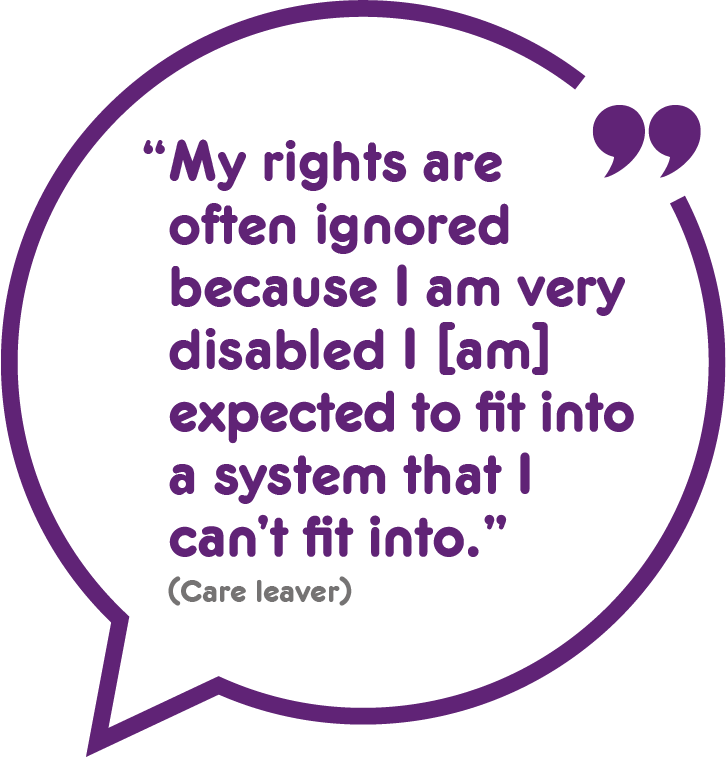 “My rights are
often ignored
because I am very
disabled I [am]
expected to fit into
a system that I
can’t fit into.”
(Care leaver)